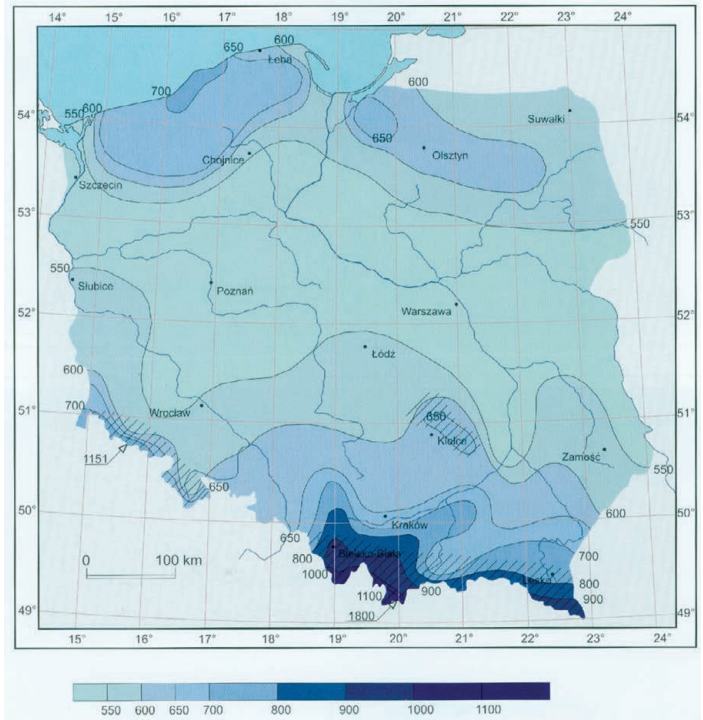 14° 15° 16° 17° 18° 19° 20° 21° 22° 23°
650 600
Łeba
700
600
550 600
54° 54°
Suwałki
650
Chojnice
Olsztyn
Szczecin
53° 53°
550
550
Słubice
Poznań
52° 52°
Warszawa
Łódź
600
700
650
51° 51°
Wrocław
Kielce
1151
Zamość
550
650
50° 50°
600
Kraków
650
0 100 km
800
Bielsko-Biała
700
1000
Leska
800
1100
900
900
1800
49° 49°
15° 16° 17° 18° 19° 20° 21° 22° 23° 24°
550 600 650 700 800 900 1000 1100